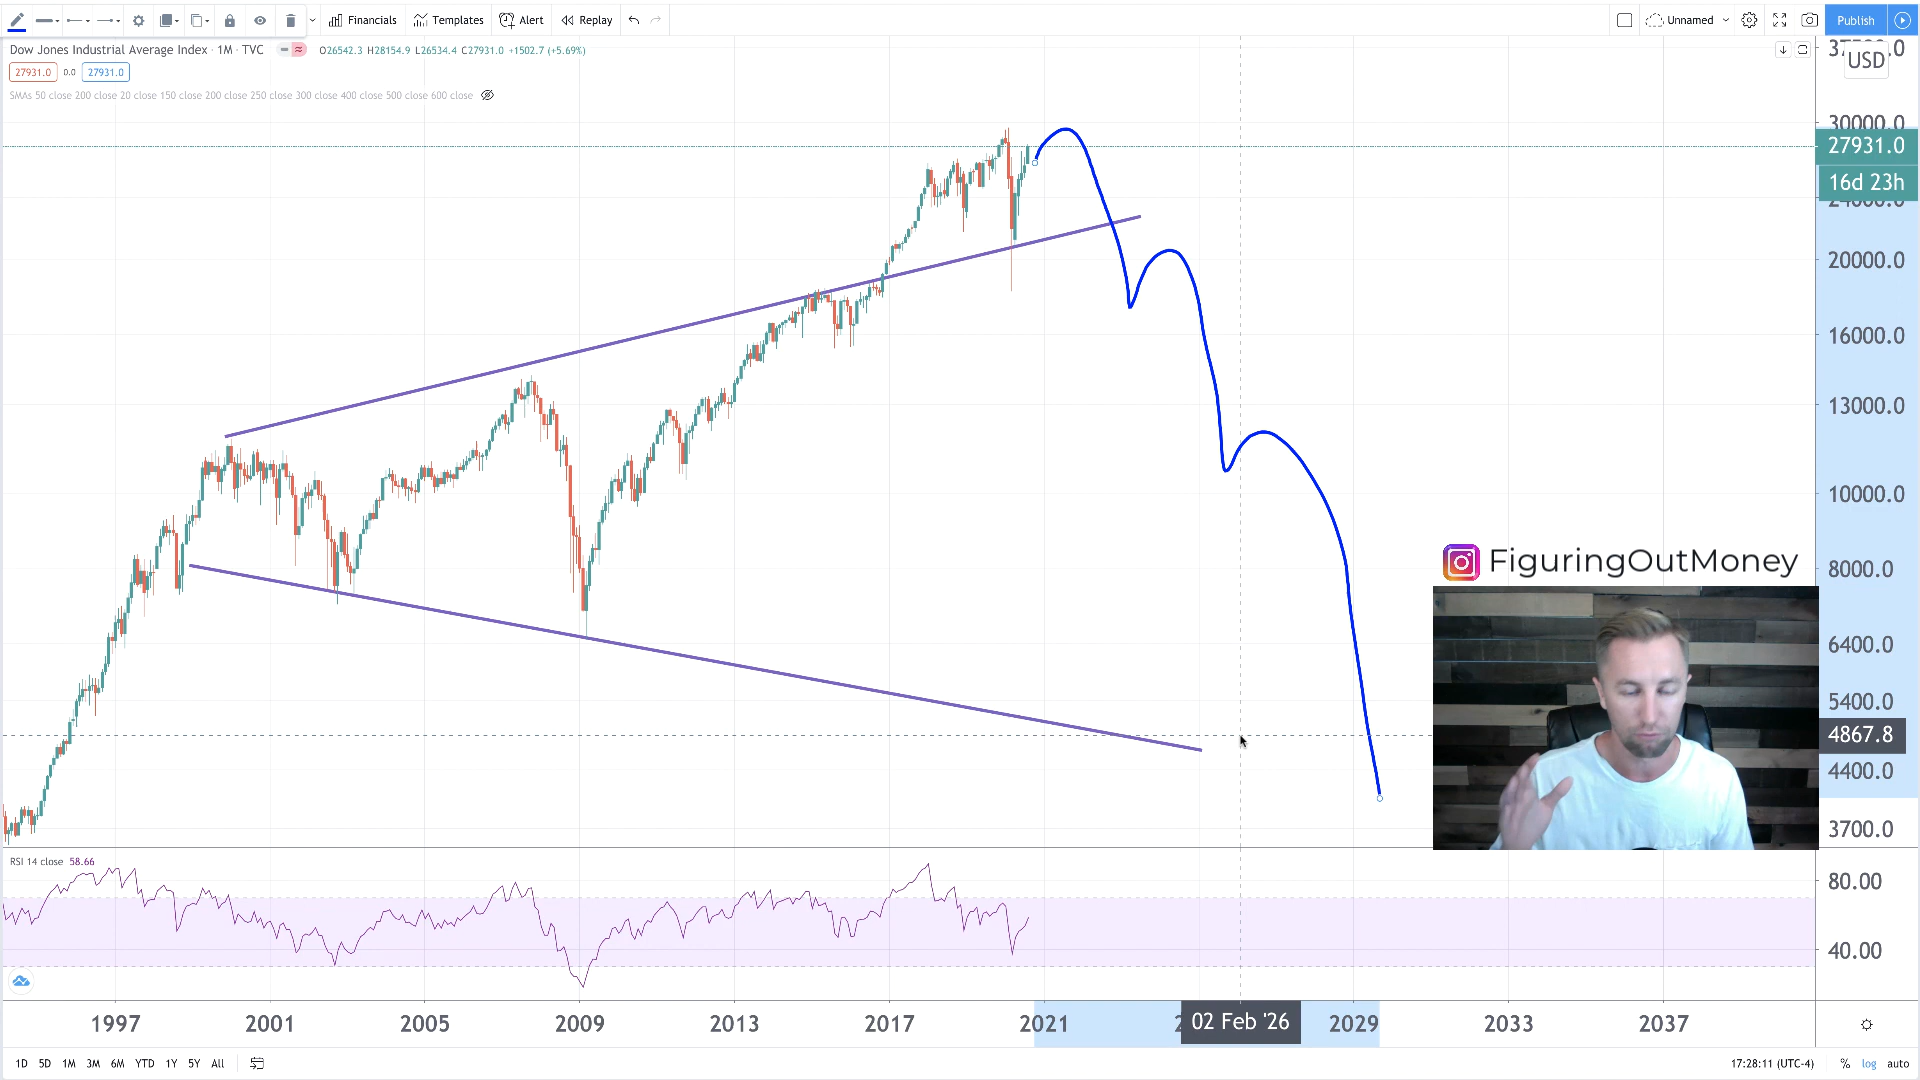 Financials Templates Alert Replay Unnamed Publish
Dow Jones Industrial Average Index · 1M · TVC O26542.3 H28154.9 L26534.4 C27931.0 +1502.7 (+5.69%)
27931.0 0.0 27931.0
SMAs 50 close 200 close 20 close 150 close 200 close 250 close 300 close 400 close 500 close 600 close
USD
30000.0
27931.0
16d 23h
24000.0
20000.0
16000.0
13000.0
10000.0
FiguringOutMoney
8000.0
6400.0
5400.0
4867.8
4400.0
3700.0
RSI 14 close 58.66
80.00
40.00
1997 2001 2005 2009 2013 2017 2021 02 Feb '26 2029 2033 2037
1D 5D 1M 3M 6M YTD 1Y 5Y All 17:28:11 (UTC-4) % log auto